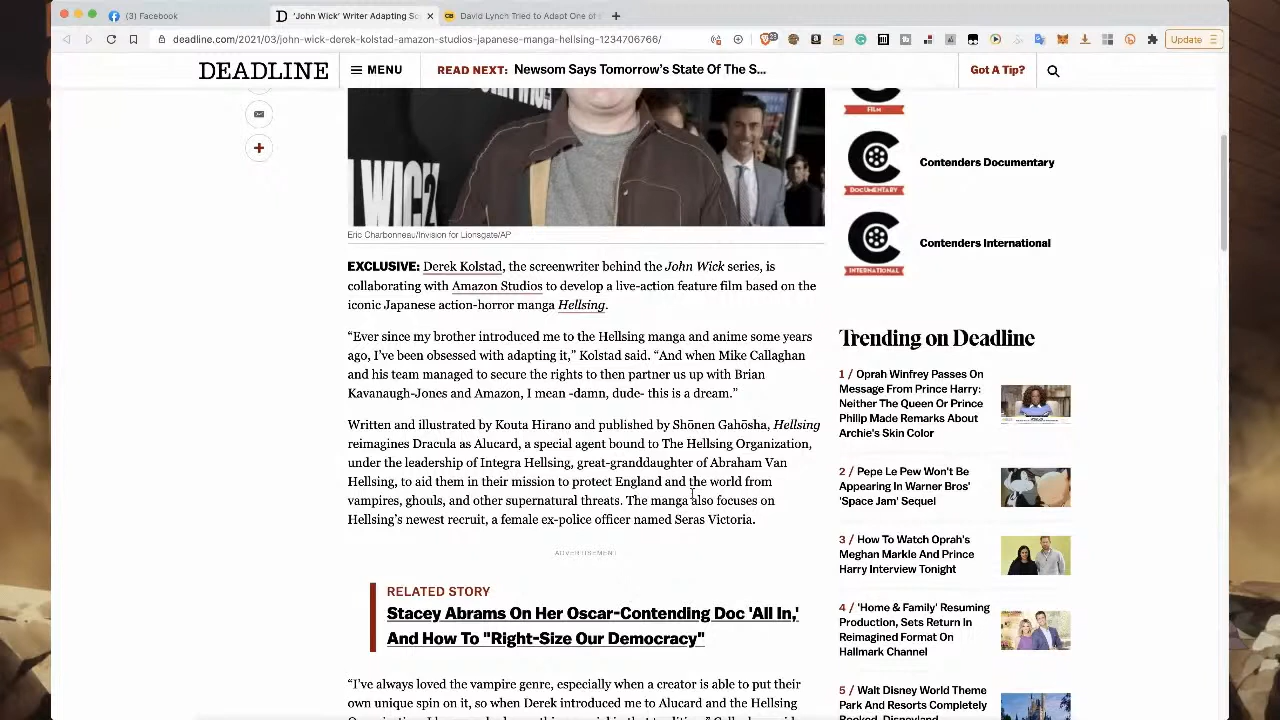 (3) Facebook
'John Wick' Writer Adapting Sc
David Lynch Tried to Adapt One of
deadline.com/2021/03/john-wick-derek-kolstad-amazon-studios-japanese-manga-hellsing-1234706766/
Update
DEADLINE
MENU
READ NEXT: Newsom Says Tomorrow's State Of The S...
Got A Tip?
WICK
WICK2
FILM
Contenders Documentary
DOCUMENTARY
Contenders International
INTERNATIONAL
Eric Charbonneau/Invision for Lionsgate/AP
EXCLUSIVE: Derek Kolstad, the screenwriter behind the John Wick series, is
collaborating with Amazon Studios to develop a live-action feature film based on the
iconic Japanese action-horror manga Hellsing.
“Ever since my brother introduced me to the Hellsing manga and anime some years
ago, I've been obsessed with adapting it,” Kolstad said. “And when Mike Callaghan
and his team managed to secure the rights to then partner us up with Brian
Kavanaugh-Jones and Amazon, I mean -damn, dude- this is a dream.”
Written and illustrated by Kouta Hirano and published by Shōnen Gahōsha, Hellsing
reimagines Dracula as Alucard, a special agent bound to The Hellsing Organization,
under the leadership of Integra Hellsing, great-granddaughter of Abraham Van
Hellsing, to aid them in their mission to protect England and the world from
vampires, ghouls, and other supernatural threats. The manga also focuses on
Hellsing's newest recruit, a female ex-police officer named Seras Victoria.
ADVERTISEMENT
RELATED STORY
Stacey Abrams On Her Oscar-Contending Doc 'All In,'
And How To "Right-Size Our Democracy"
“I've always loved the vampire genre, especially when a creator is able to put their
own unique spin on it, so when Derek introduced me to Alucard and the Hellsing
Trending on Deadline
1 / Oprah Winfrey Passes On
Message From Prince Harry:
Neither The Queen Or Prince
Philip Made Remarks About
Archie's Skin Color
2 / Pepe Le Pew Won't Be
Appearing In Warner Bros'
'Space Jam' Sequel
3 / How To Watch Oprah's
Meghan Markle And Prince
Harry Interview Tonight
4 / 'Home & Family' Resuming
Production, Sets Return In
Reimagined Format On
Hallmark Channel
5 / Walt Disney World Theme
Park And Resorts Completely